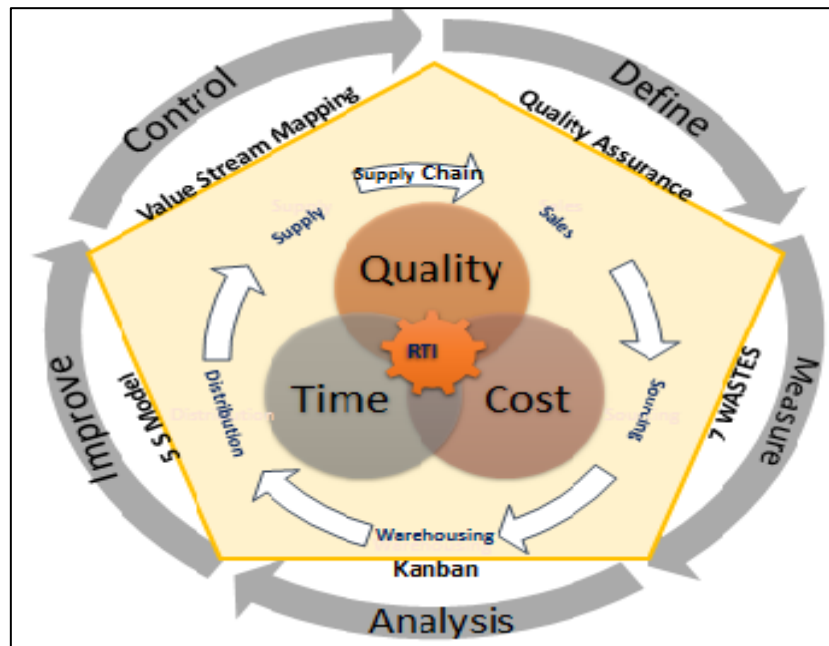 Control
Define
Value Stream Mapping
Quality Assurance
Supply Chain
Supply
Sales
Quality
RTI
Time
Cost
Improve
5 S Model
Distribution
Sourcing
7 WASTES
Measure
Warehousing
Kanban
Analysis